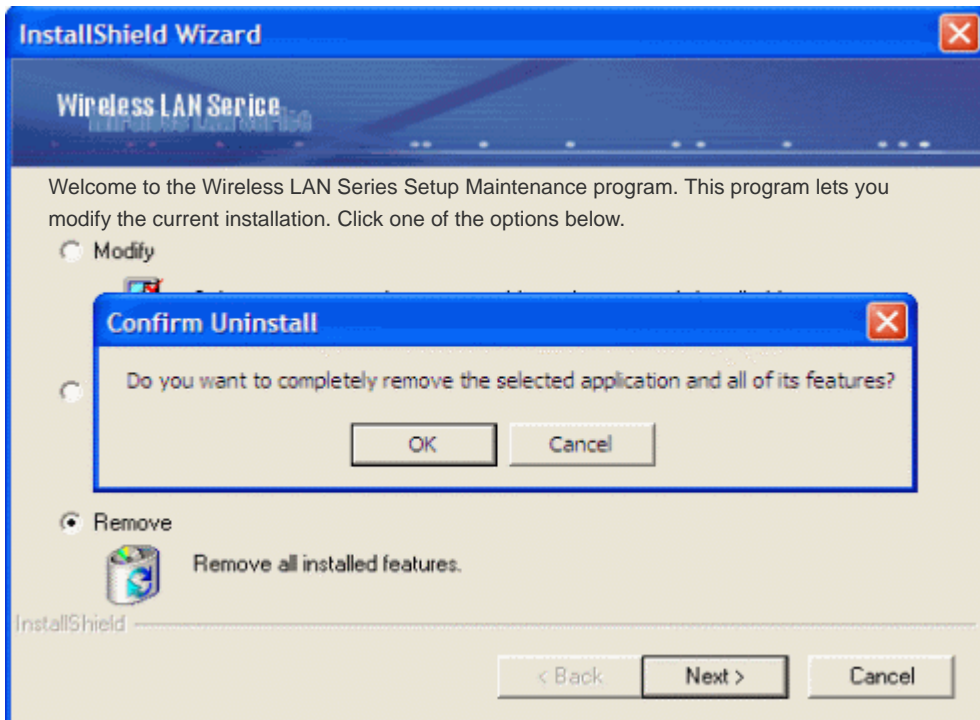 InstallShield Wizard
Wireless LAN Serice
Welcome to the Wireless LAN Series Setup Maintenance program. This program lets you
modify the current installation. Click one of the options below.
Modify
Confirm Uninstall
Do you want to completely remove the selected application and all of its features?
OK
Cancel
Remove
Remove all installed features.
InstallShield
< Back
Next >
Cancel